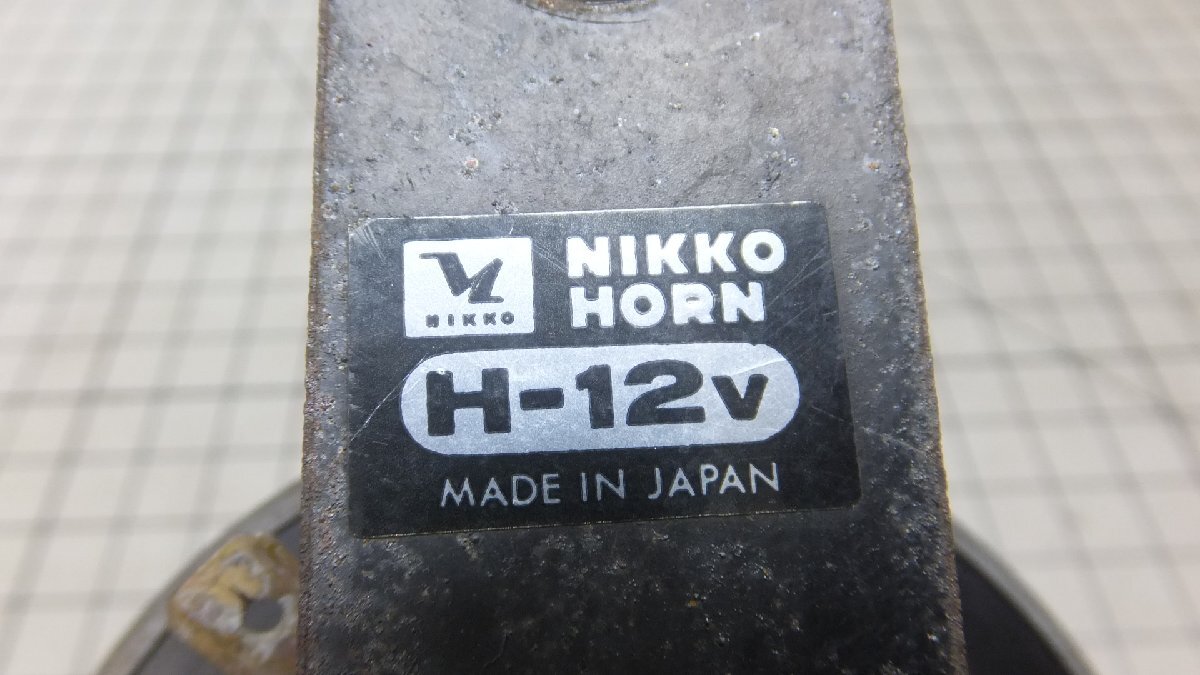 NIKKO
HORN
NIKKO
H-12v
MADE IN JAPAN